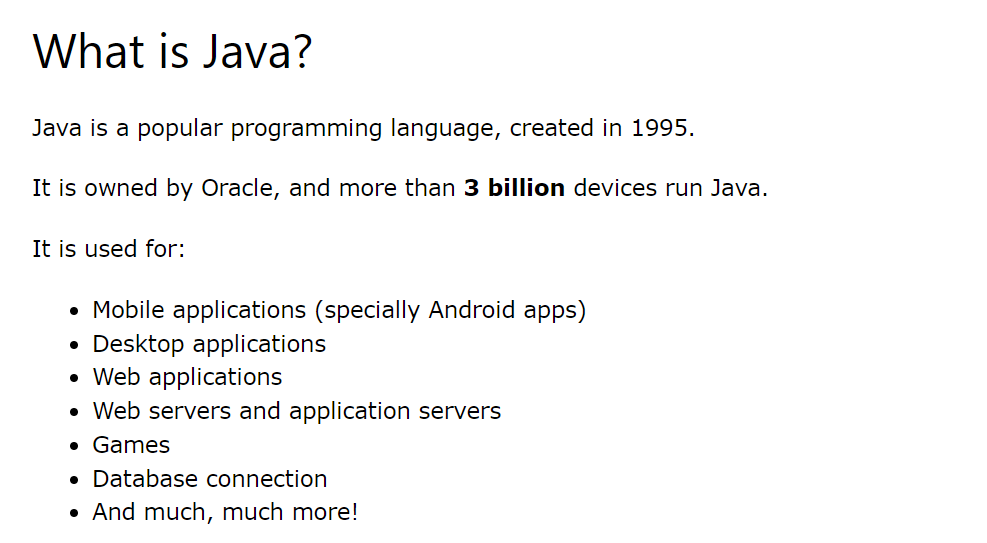 What is Java?
Java is a popular programming language, created in 1995.
It is owned by Oracle, and more than 3 billion devices run Java.
It is used for:
• Mobile applications (specially Android apps)
• Desktop applications
• Web applications
• Web servers and application servers
• Games
• Database connection
• And much, much more!